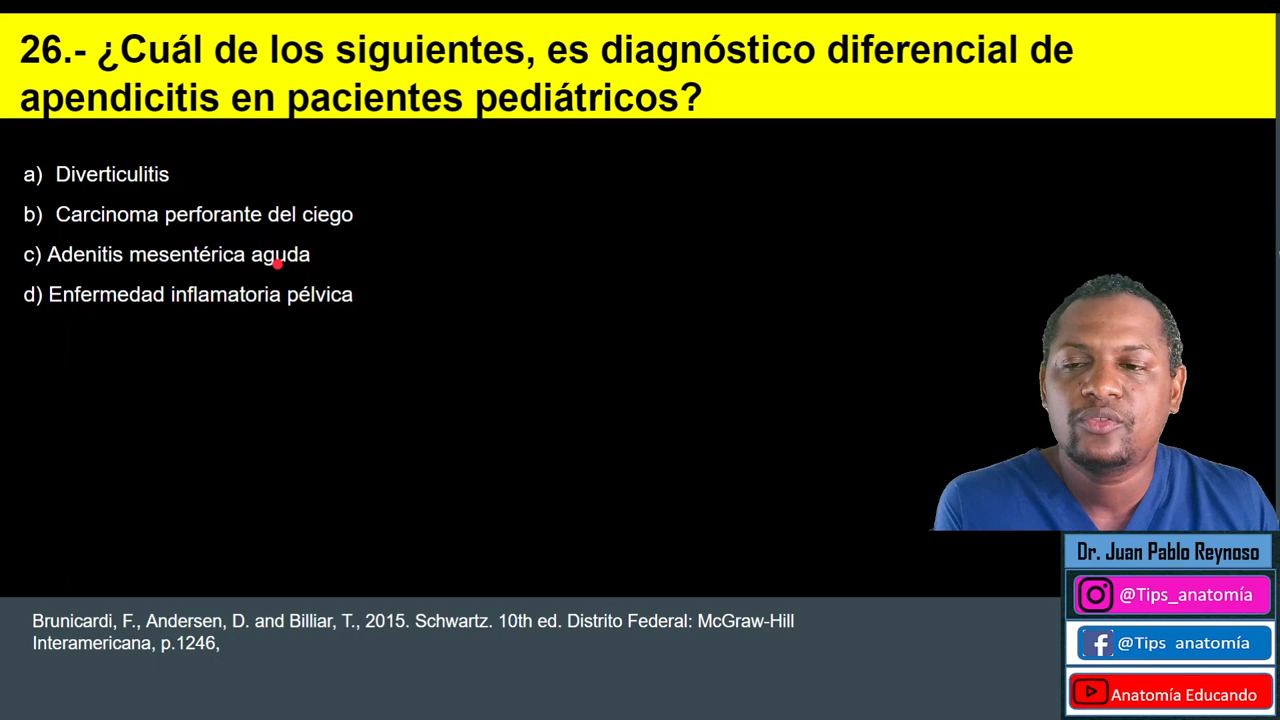 26.- ¿Cuál de los siguientes, es diagnóstico diferencial de
apendicitis en pacientes pediátricos?
a) Diverticulitis
b) Carcinoma perforante del ciego
c) Adenitis mesentérica aguda
d) Enfermedad inflamatoria pélvica
Dr. Juan Pablo Reynoso
@Tips_anatomía
Brunicardi, F., Andersen, D. and Billiar, T., 2015. Schwartz. 10th ed. Distrito Federal: McGraw-Hill
Interamericana, p.1246,
@Tips anatomía
Anatomía Educando